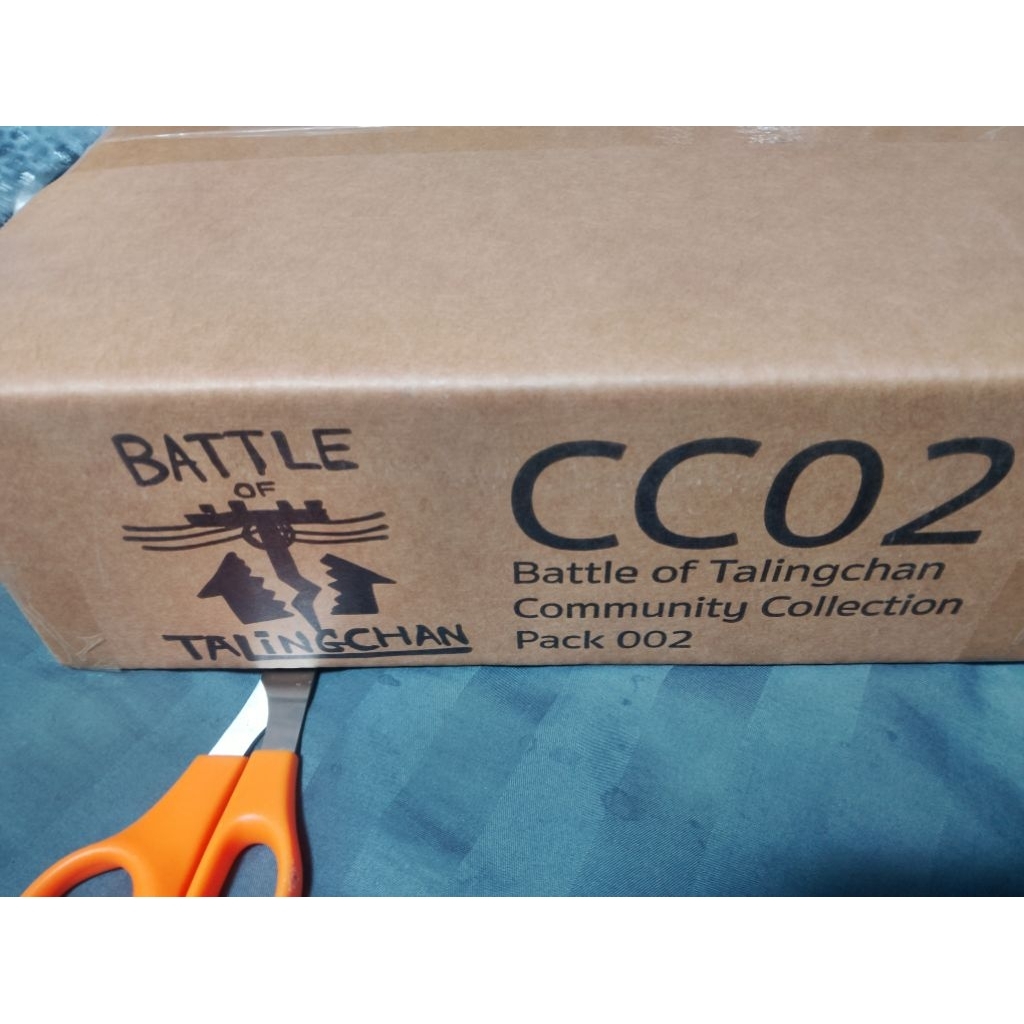 BATTLE
OF
TALiNGCHAN
CC02
Battle of Talingchan
Community Collection
Pack 002